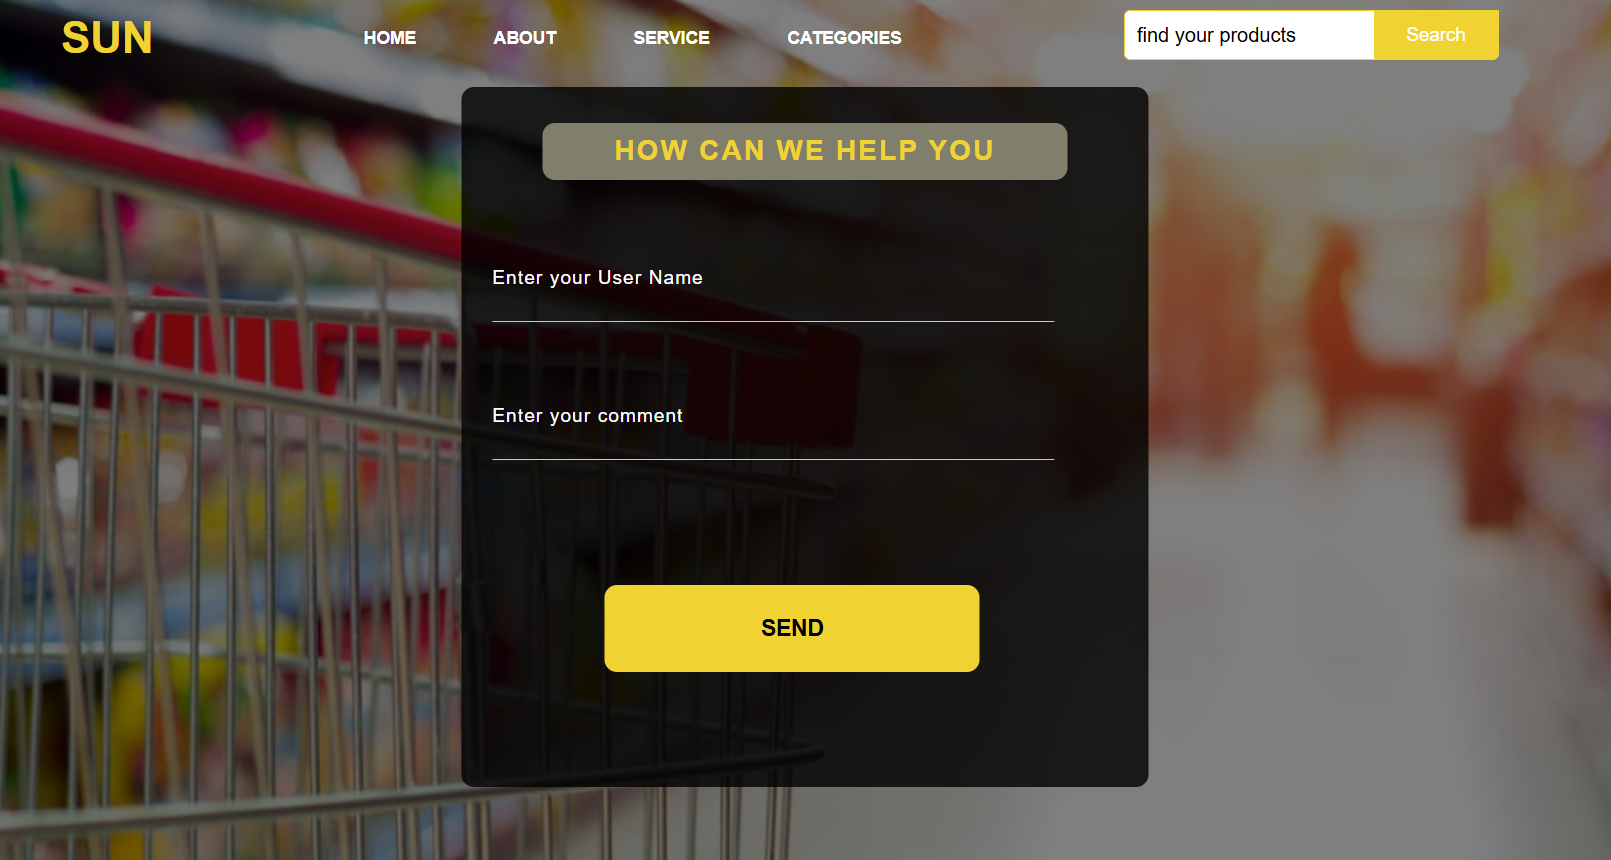 SUN
HOME
ABOUT
SERVICE
CATEGORIES
find your products
Search
HOW CAN WE HELP YOU
Enter your User Name
Enter your comment
SEND